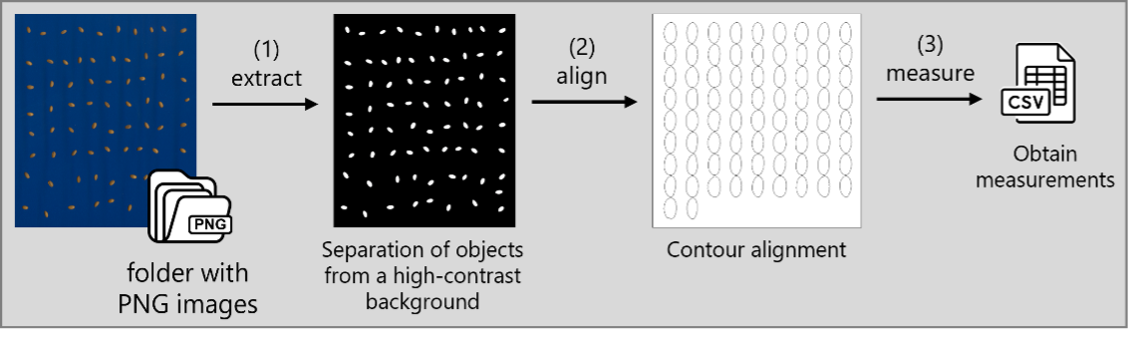 (1)
extract
(2)
align
(3)
measure
CSV
PNG
folder with
PNG images
Separation of objects
from a high-contrast
background
Contour alignment
Obtain
measurements